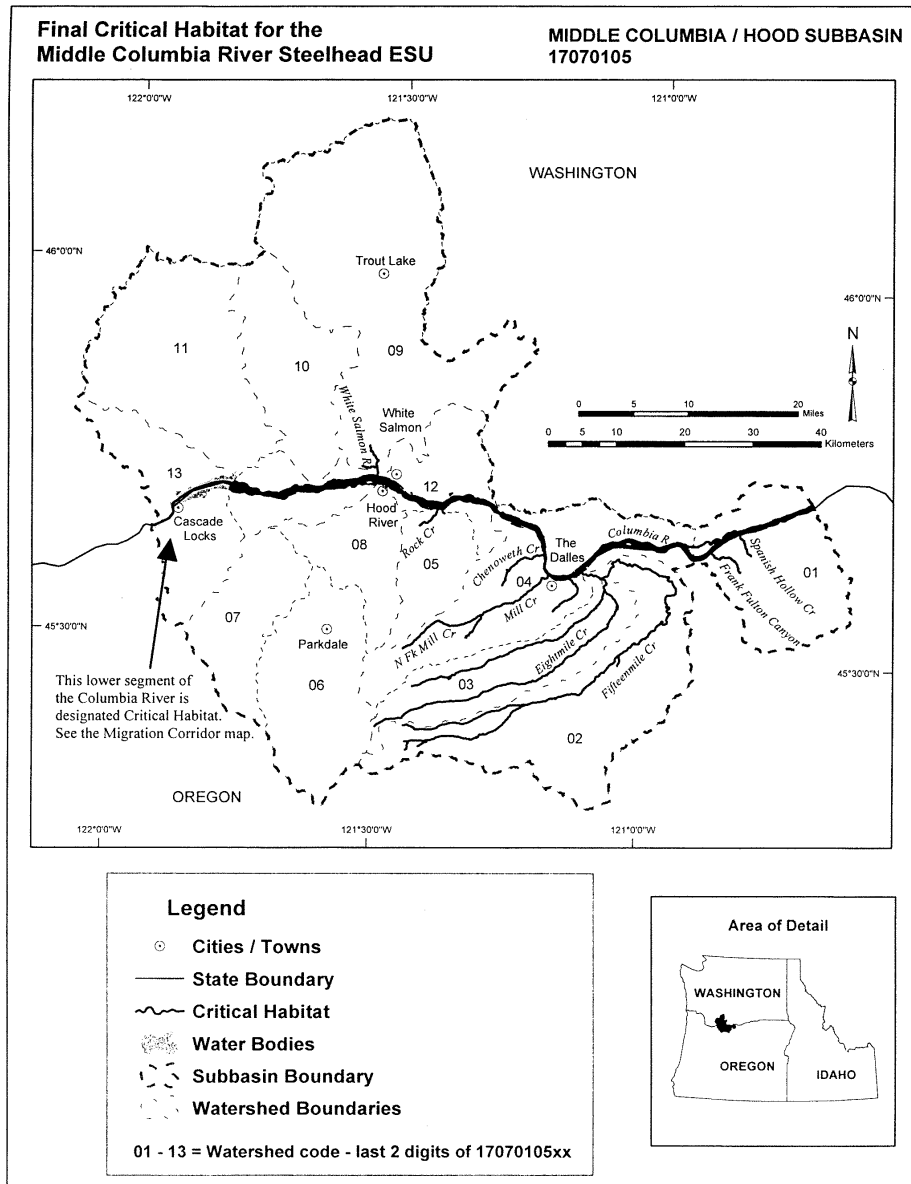 Final Critical Habitat for the
Middle Columbia River Steelhead ESU
MIDDLE COLUMBIA / HOOD SUBBASIN
17070105
122°0'0"W
121°30'0"W
121°0'0"W
WASHINGTON
46°0'0"N
46°0'0"N
Trout Lake
N
11
10
09
White Salmon R
White
Salmon
0 5 10 20
Miles
0 5 10 20 30 40
Kilometers
13
12
Cascade
Locks
Hood
River
08
Rock Cr
05
Chenoweth Cr
04
The
Dalles
Columbia R
Spanish Hollow Cr
01
Frank Fulton Canyon
Mill Cr
N Fk Mill Cr
07
Parkdale
06
03
Eightmile Cr
Fifteenmile Cr
02
45°30'0"N
45°30'0"N
This lower segment of
the Columbia River is
designated Critical Habitat.
See the Migration Corridor map.
OREGON
122°0'0"W
121°30'0"W
121°0'0"W
Legend
Cities / Towns
State Boundary
Critical Habitat
Water Bodies
Subbasin Boundary
Watershed Boundaries
01 - 13 = Watershed code - last 2 digits of 17070105xx
Area of Detail
WASHINGTON
OREGON
IDAHO